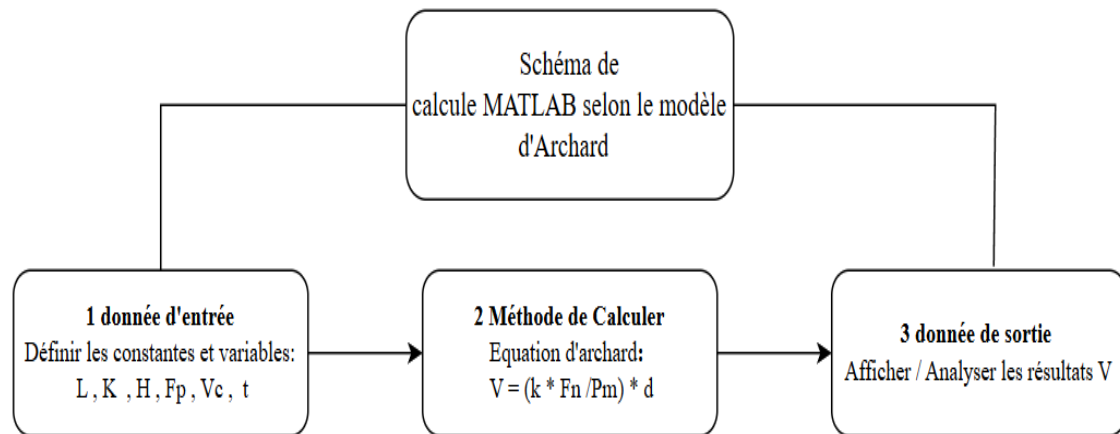 Schéma de
calcule MATLAB selon le modèle
d'Archard
1 donnée d'entrée
Définir les constantes et variables:
L , K , H , Fp , Vc , t
2 Méthode de Calculer
Equation d'archard:
V = (k * Fn /Pm) * d
3 donnée de sortie
Afficher / Analyser les résultats V